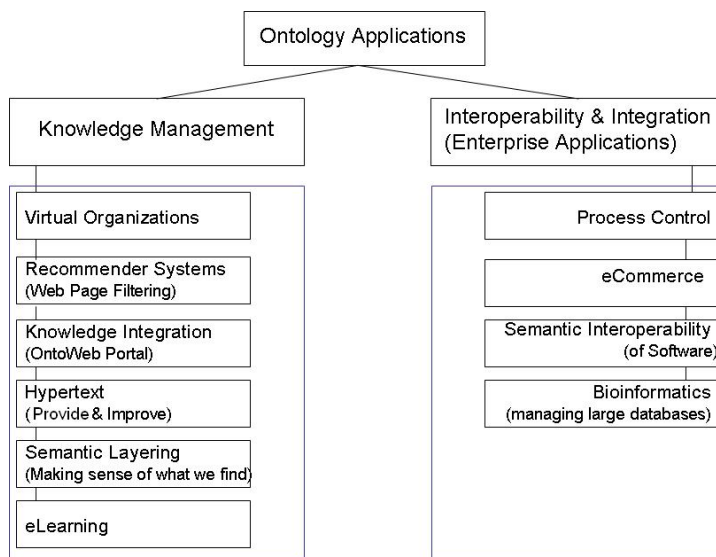 Ontology Applications
Knowledge Management
Interoperability & Integration
(Enterprise Applications)
Virtual Organizations
Recommender Systems
(Web Page Filtering)
Knowledge Integration
(OntoWeb Portal)
Hypertext
(Provide & Improve)
Semantic Layering
(Making sense of what we find)
eLearning
Process Control
eCommerce
Semantic Interoperability
(of Software)
Bioinformatics
(managing large databases)